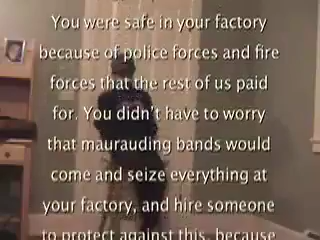 You were safe in your factory
because of police forces and fire
forces that the rest of us paid
for. You didn't have to worry
that maurauding bands would
come and seize everything at
your factory, and hire someone
to protect against this, because